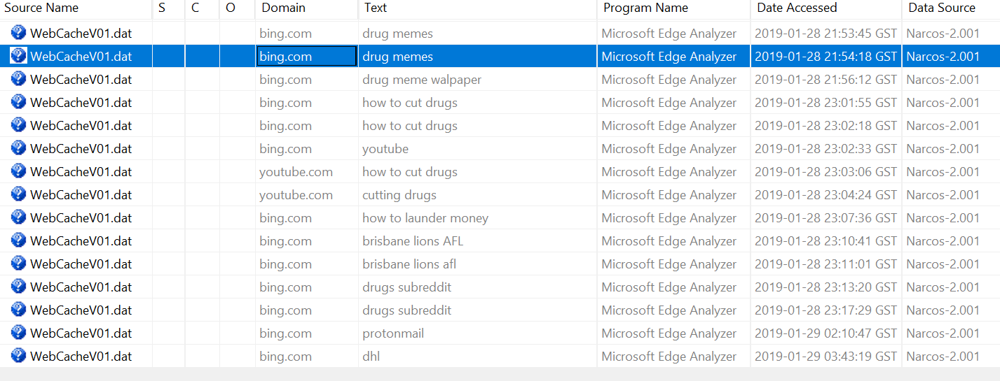 Source Name S C O Domain Text Program Name Date Accessed Data Source
WebCacheV01.dat bing.com drug memes Microsoft Edge Analyzer 2019-01-28 21:53:45 GST Narcos-2.001
WebCacheV01.dat bing.com drug memes Microsoft Edge Analyzer 2019-01-28 21:54:18 GST Narcos-2.001
WebCacheV01.dat bing.com drug meme walpaper Microsoft Edge Analyzer 2019-01-28 21:56:12 GST Narcos-2.001
WebCacheV01.dat bing.com how to cut drugs Microsoft Edge Analyzer 2019-01-28 23:01:55 GST Narcos-2.001
WebCacheV01.dat bing.com how to cut drugs Microsoft Edge Analyzer 2019-01-28 23:02:18 GST Narcos-2.001
WebCacheV01.dat bing.com youtube Microsoft Edge Analyzer 2019-01-28 23:02:33 GST Narcos-2.001
WebCacheV01.dat youtube.com how to cut drugs Microsoft Edge Analyzer 2019-01-28 23:03:06 GST Narcos-2.001
WebCacheV01.dat youtube.com cutting drugs Microsoft Edge Analyzer 2019-01-28 23:04:24 GST Narcos-2.001
WebCacheV01.dat bing.com how to launder money Microsoft Edge Analyzer 2019-01-28 23:07:36 GST Narcos-2.001
WebCacheV01.dat bing.com brisbane lions AFL Microsoft Edge Analyzer 2019-01-28 23:10:41 GST Narcos-2.001
WebCacheV01.dat bing.com brisbane lions afl Microsoft Edge Analyzer 2019-01-28 23:11:01 GST Narcos-2.001
WebCacheV01.dat bing.com drugs subreddit Microsoft Edge Analyzer 2019-01-28 23:13:20 GST Narcos-2.001
WebCacheV01.dat bing.com drugs subreddit Microsoft Edge Analyzer 2019-01-28 23:17:29 GST Narcos-2.001
WebCacheV01.dat bing.com protonmail Microsoft Edge Analyzer 2019-01-29 02:10:47 GST Narcos-2.001
WebCacheV01.dat bing.com dhl Microsoft Edge Analyzer 2019-01-29 03:43:19 GST Narcos-2.001